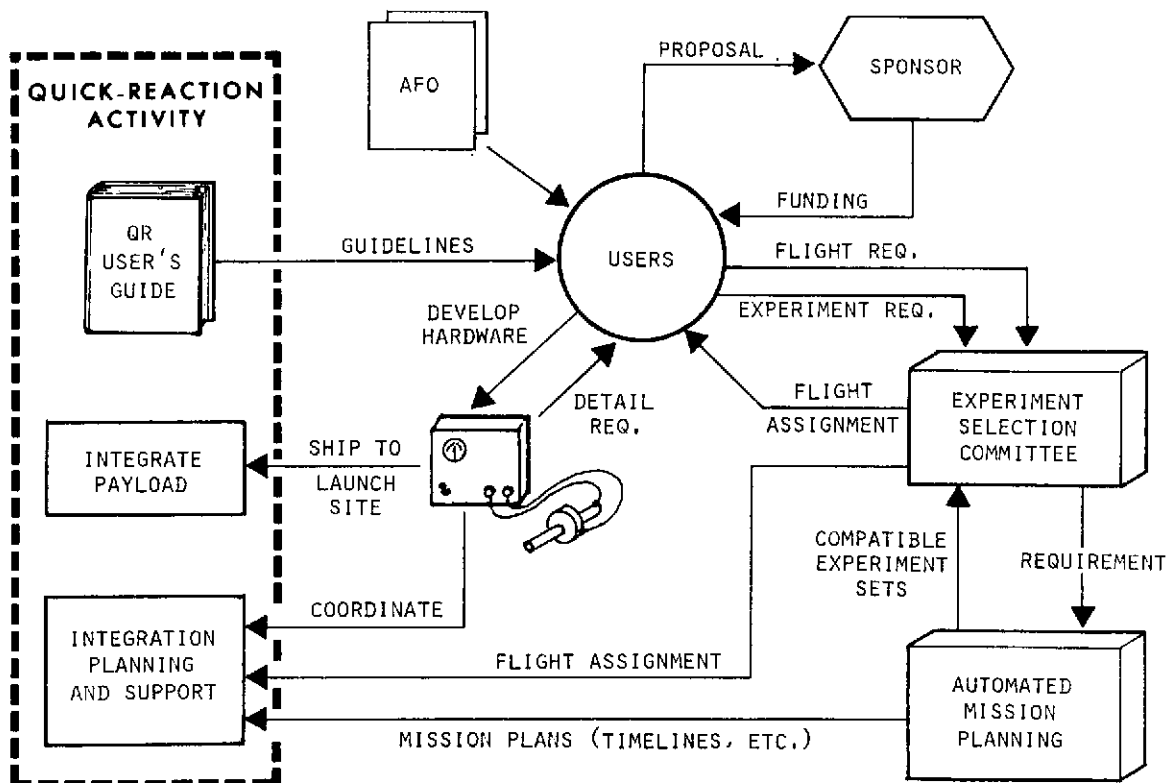 QUICK-REACTION
ACTIVITY
AFO
PROPOSAL
SPONSOR
FUNDING
QR
USER'S
GUIDE
GUIDELINES
USERS
FLIGHT REQ.
EXPERIMENT REQ.
DEVELOP
HARDWARE
DETAIL
REQ.
FLIGHT
ASSIGNMENT
EXPERIMENT
SELECTION
COMMITTEE
INTEGRATE
PAYLOAD
SHIP TO
LAUNCH
SITE
COMPATIBLE
EXPERIMENT
SETS
REQUIREMENT
COORDINATE
INTEGRATION
PLANNING
AND SUPPORT
FLIGHT ASSIGNMENT
AUTOMATED
MISSION
PLANNING
MISSION PLANS (TIMELINES, ETC.)